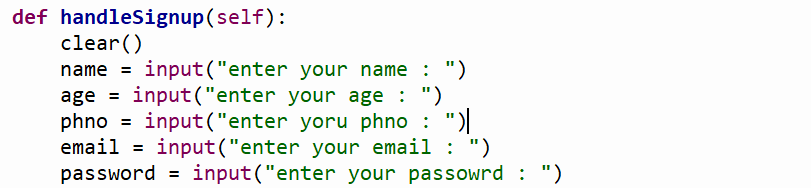 def handleSignup(self):
    clear()
    name = input("enter your name : ")
    age = input("enter your age : ")
    phno = input("enter yoru phno : ")
    email = input("enter your email : ")
    password = input("enter your passowrd : ")